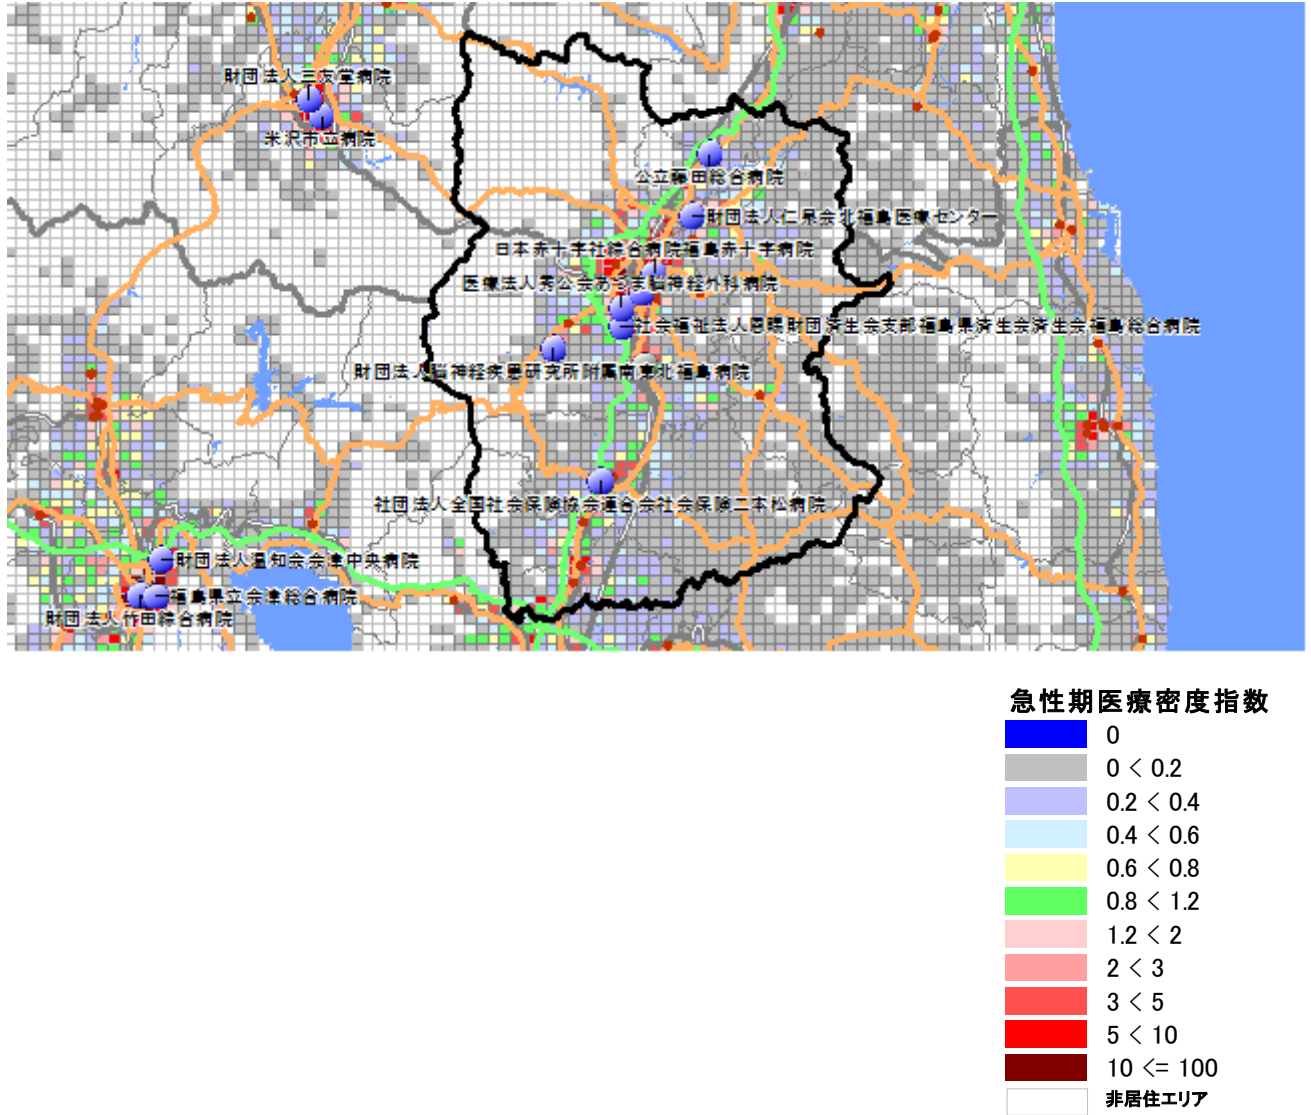 財団法人三友堂病院
米沢市立病院
公立藤田総合病院
財団法人仁泉会北福島医療センター
日本赤十字社綜合病院福島赤十字病院
医療法人秀公会あづま脳神経外科病院
社会福祉法人恩賜財団済生会支部福島県済生会済生会福島総合病院
財団法人脳神経疾患研究所附属南東北福島病院
社団法人全国社会保険協会連合会社会保険二本松病院
財団法人温知会会津中央病院
福島県立会津総合病院
財団法人竹田綜合病院
急性期医療密度指数
0
0 < 0.2
0.2 < 0.4
0.4 < 0.6
0.6 < 0.8
0.8 < 1.2
1.2 < 2
2 < 3
3 < 5
5 < 10
10 <= 100
非居住エリア